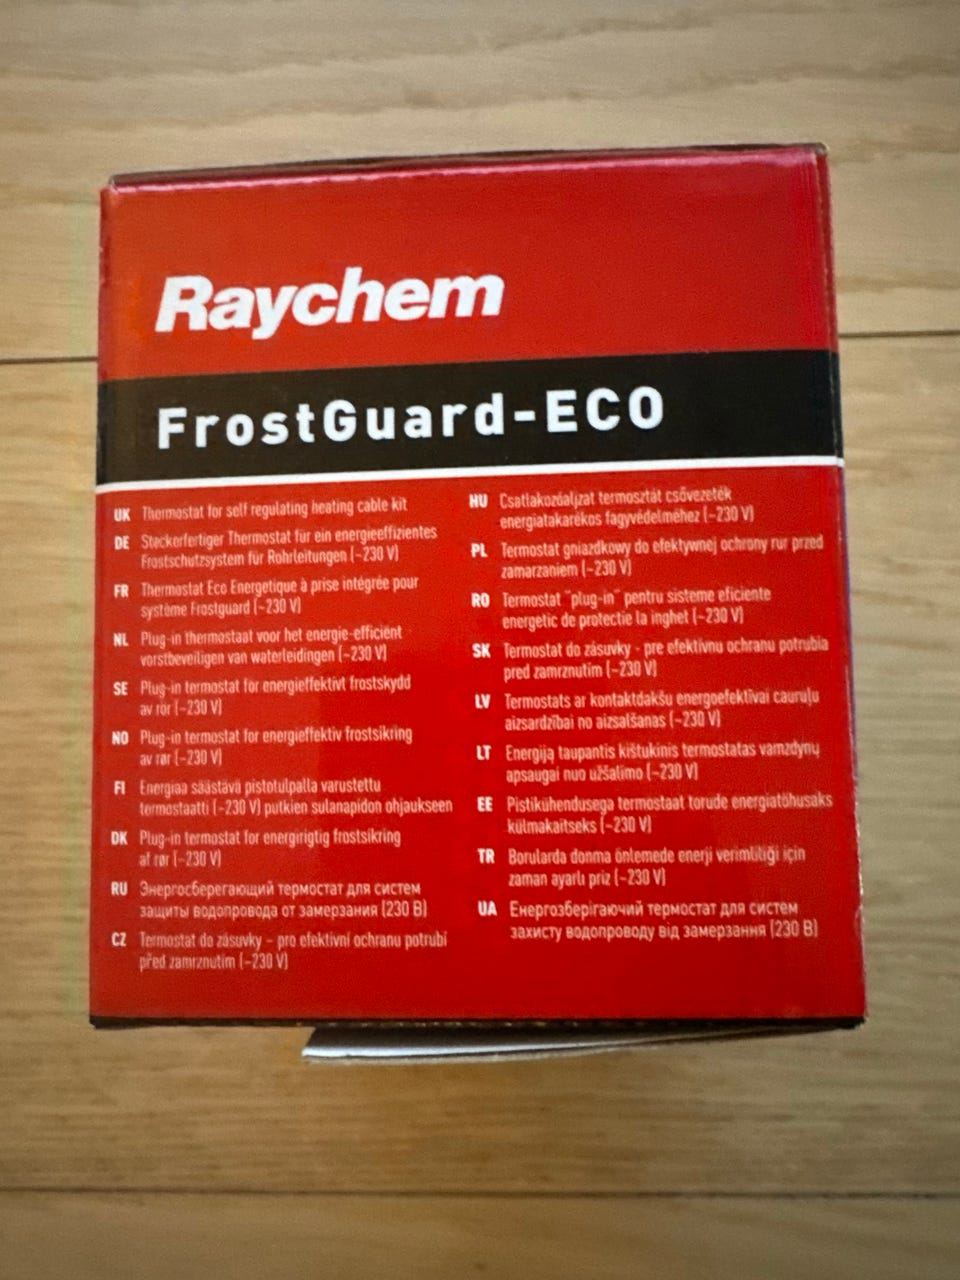 Raychem
FrostGuard-ECO
UK Thermostat for self regulating heating cable kit
DE Steckerfertiger Thermostat für ein energieeffizientes
Frostschutzsystem für Rohrleitungen (~230 V)
FR Thermostat Eco Energetique à prise intégrée pour
système Frostguard (~230 V)
NL Plug-in thermostaat voor het energie-efficiënt
vorstbeveiligen van waterleidingen (~230 V)
SE Plug-in termostat för energieffektivt frostskydd
av rör (~230 V)
NO Plug-in termostat for energieffektiv frostsikring
av rør (~230 V)
FI Energiaa säästävä pistotulpalla varustettu
termostaatti (~230 V) putkien sulanapidon ohjaukseen
DK Plug-in termostat for energirigtig frostsikring
af rør (~230 V)
RU Энергосберегающий термостат для систем
защиты водопровода от замерзания (230 В)
CZ Termostat do zásuvky – pro efektivní ochranu potrubí
před zamrznutím (~230 V)
HU Csatlakozóaljzat termosztát csővezeték
energiatakarékos fagyvédelméhez (~230 V)
PL Termostat gniazdkowy do efektywnej ochrony rur przed
zamarzaniem (~230 V)
RO Termostat "plug-in" pentru sisteme eficiente
energetic de protectie la inghet (~230 V)
SK Termostat do zásuvky - pre efektívnu ochranu potrubia
pred zamrznutím (~230 V)
LV Termostats ar kontaktdakšu energoefektīvai cauruļu
aizsardzībai no aizsalšanas (~230 V)
LT Energiją taupantis kištukinis termostatas vamzdynų
apsaugai nuo užšalimo (~230 V)
EE Pistikühendusega termostaat torude energiatõhusaks
külmakaitseks (~230 V)
TR Borularda donma önlemede enerji verimliliği için
zaman ayarlı priz (~230 V)
UA Енергозберігаючий термостат для систем
захисту водопроводу від замерзання (230 В)